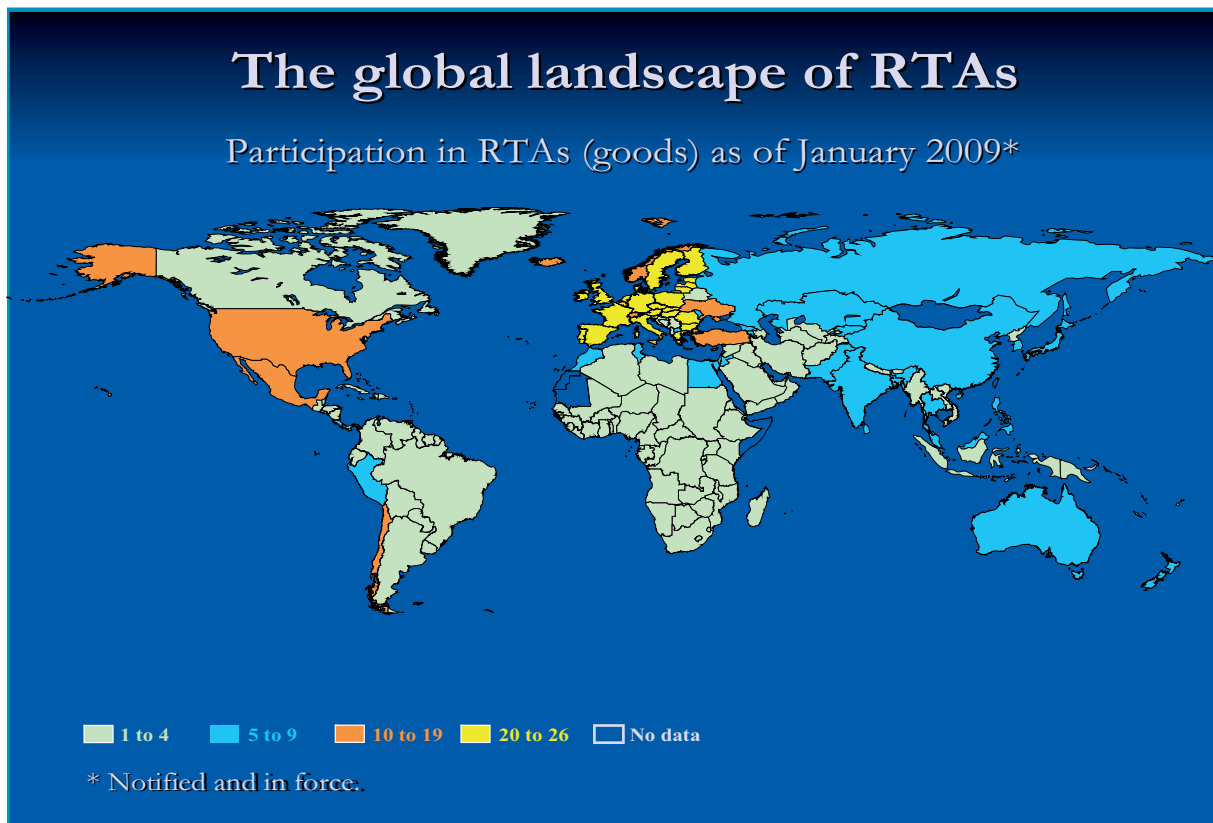 The global landscape of RTAs
Participation in RTAs (goods) as of January 2009*
1 to 4 5 to 9 10 to 19 20 to 26 No data
* Notified and in force.